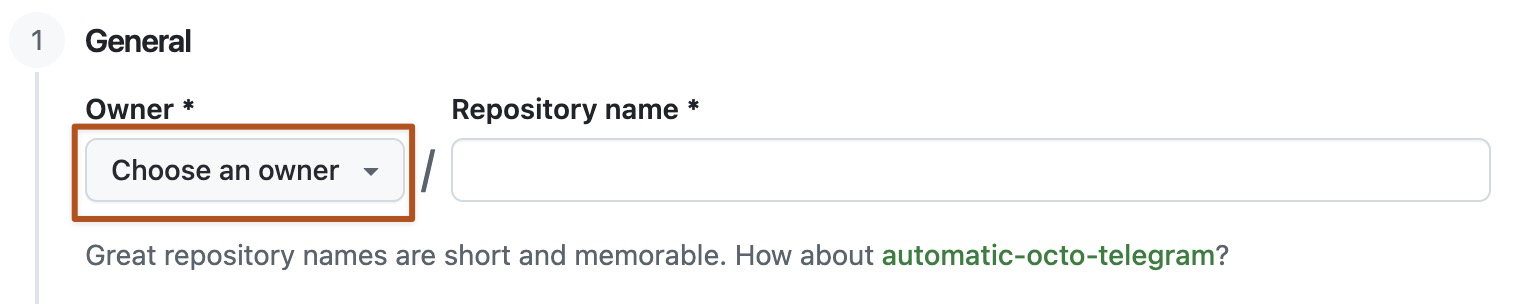 1 General
Owner * Repository name *
Choose an owner /
Great repository names are short and memorable. How about automatic-octo-telegram?